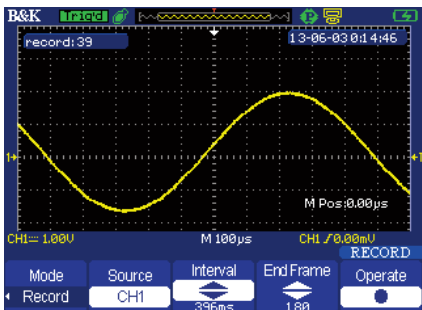 B&K Trig'd
record:39 13-06-03 0:14:46
1
M Pos:0.00μs
CH1 1.00V M 100μs CH1 0.00mV
RECORD
Mode Source Interval End Frame Operate
Record CH1 396ms 180